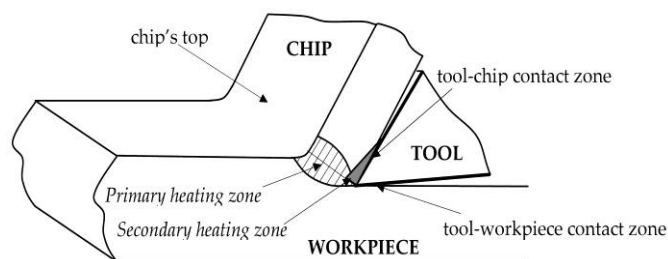 chip's top
CHIP
tool-chip contact zone
TOOL
Primary heating zone
Secondary heating zone
tool-workpiece contact zone
WORKPIECE